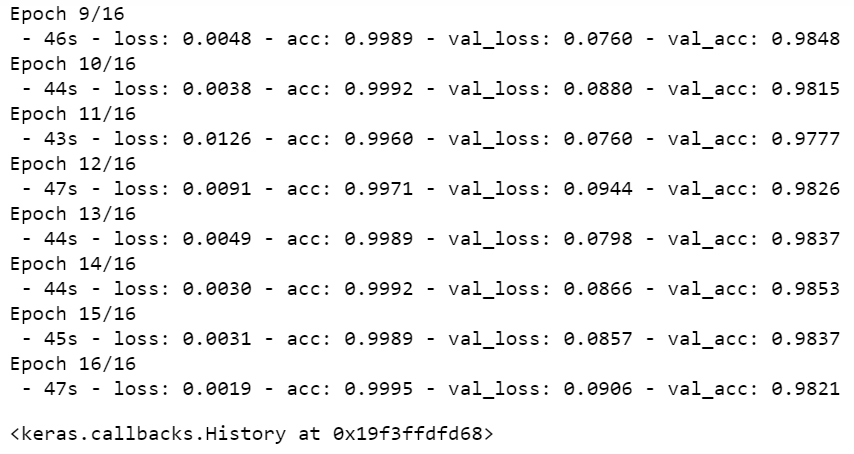 Epoch 9/16
 - 46s - loss: 0.0048 - acc: 0.9989 - val_loss: 0.0760 - val_acc: 0.9848
Epoch 10/16
 - 44s - loss: 0.0038 - acc: 0.9992 - val_loss: 0.0880 - val_acc: 0.9815
Epoch 11/16
 - 43s - loss: 0.0126 - acc: 0.9960 - val_loss: 0.0760 - val_acc: 0.9777
Epoch 12/16
 - 47s - loss: 0.0091 - acc: 0.9971 - val_loss: 0.0944 - val_acc: 0.9826
Epoch 13/16
 - 44s - loss: 0.0049 - acc: 0.9989 - val_loss: 0.0798 - val_acc: 0.9837
Epoch 14/16
 - 44s - loss: 0.0030 - acc: 0.9992 - val_loss: 0.0866 - val_acc: 0.9853
Epoch 15/16
 - 45s - loss: 0.0031 - acc: 0.9989 - val_loss: 0.0857 - val_acc: 0.9837
Epoch 16/16
 - 47s - loss: 0.0019 - acc: 0.9995 - val_loss: 0.0906 - val_acc: 0.9821
<keras.callbacks.History at 0x19f3ffdfd68>